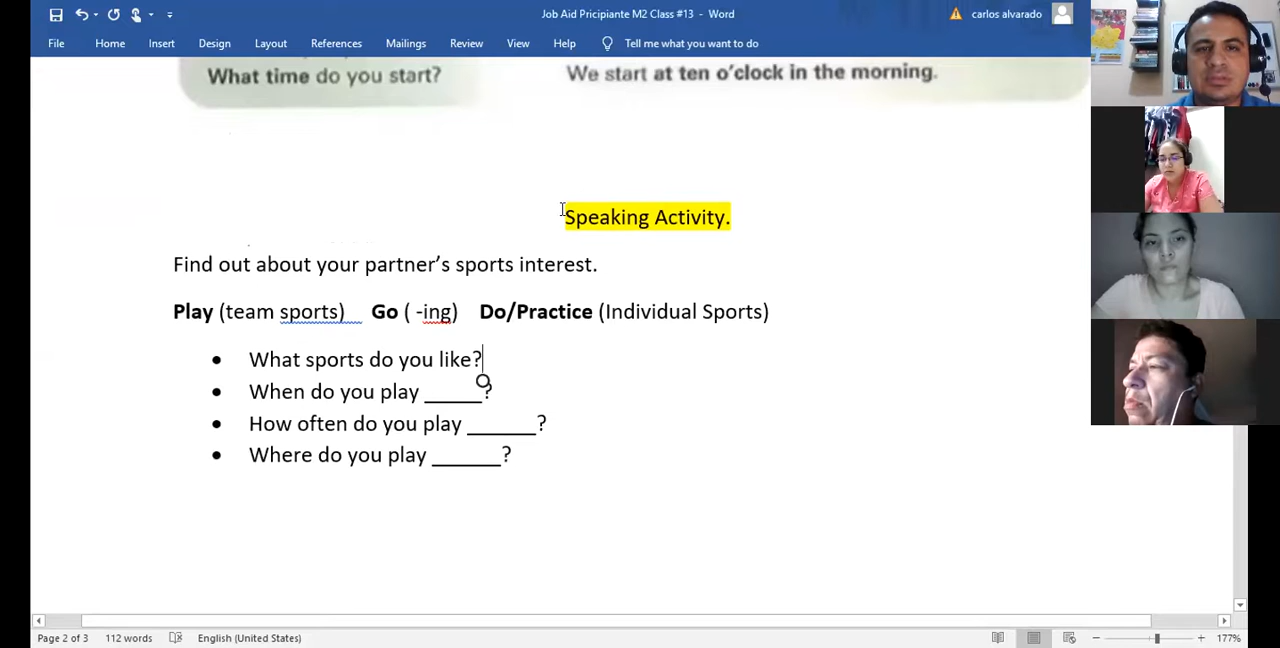 Job Aid Pricipiante M2 Class #13 - Word
carlos alvarado
File Home Insert Design Layout References Mailings Review View Help Tell me what you want to do
What time do you start? We start at ten o'clock in the morning.
Speaking Activity.
Find out about your partner's sports interest.
Play (team sports) Go ( -ing) Do/Practice (Individual Sports)
• What sports do you like?
• When do you play _____?
• How often do you play ______?
• Where do you play ______?
Page 2 of 3 112 words English (United States) 177%